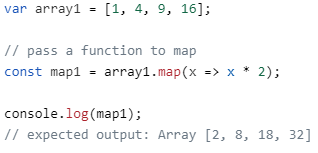 var array1 = [1, 4, 9, 16];
// pass a function to map
const map1 = array1.map(x => x * 2);
console.log(map1);
// expected output: Array [2, 8, 18, 32]